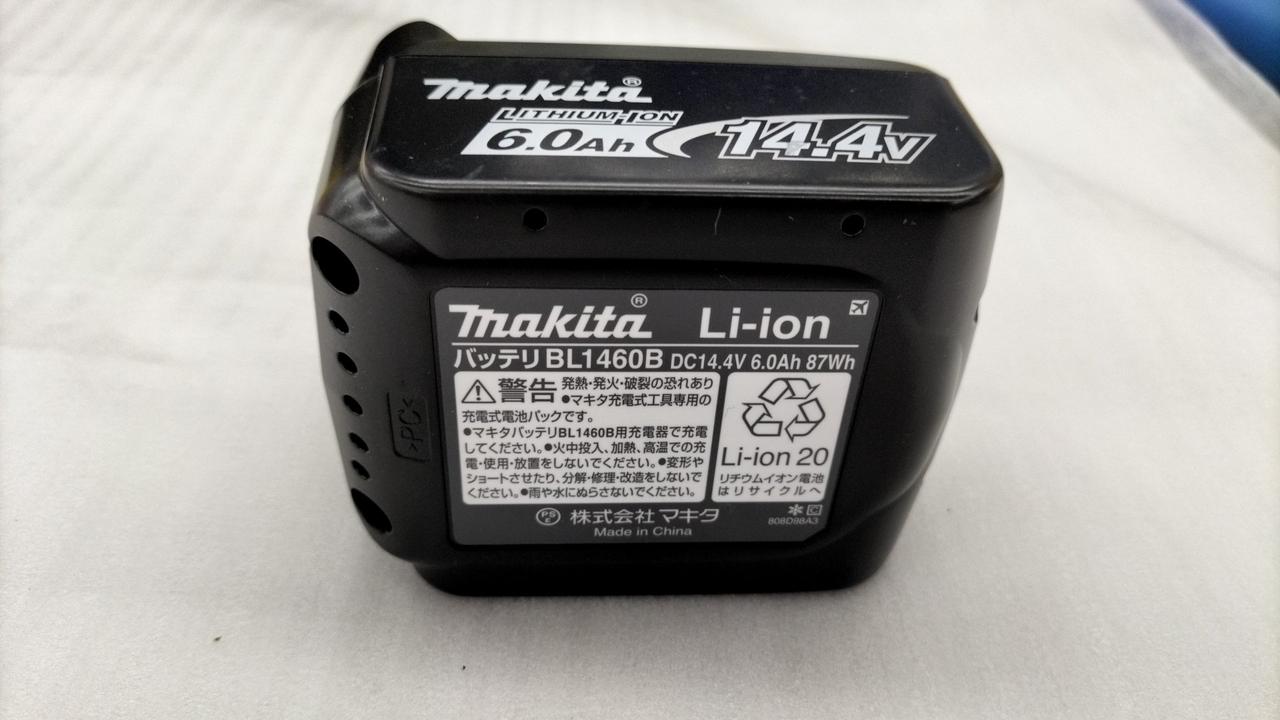 makita®
LITHIUM-ION
6.0Ah 14.4V
makita® Li-ion
バッテリ BL1460B DC14.4V 6.0Ah 87Wh
警告 発熱・発火・破裂の恐れあり
●マキタ充電式工具専用の
充電式電池パックです。
●マキタバッテリBL1460B用充電器で充電
してください。●火中投入、加熱、高温での充
電・使用・放置をしないでください。●変形や
ショートさせたり、分解・修理・改造をしないで
ください。●雨や水にぬらさないでください。
Li-ion 20
リチウムイオン電池
はリサイクルへ
PSE 株式会社 マキタ
Made in China
C
808D98A3
>PC<